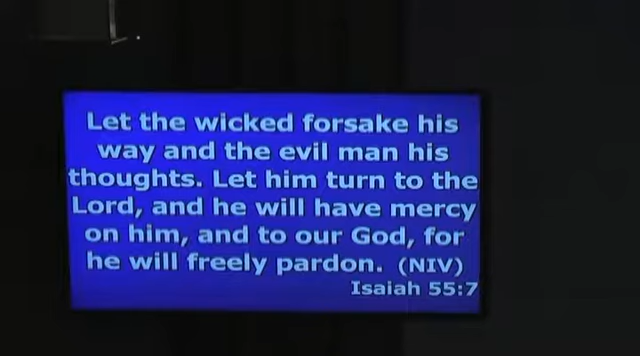 Let the wicked forsake his
way and the evil man his
thoughts. Let him turn to the
Lord, and he will have mercy
on him, and to our God, for
he will freely pardon. (NIV)
Isaiah 55:7